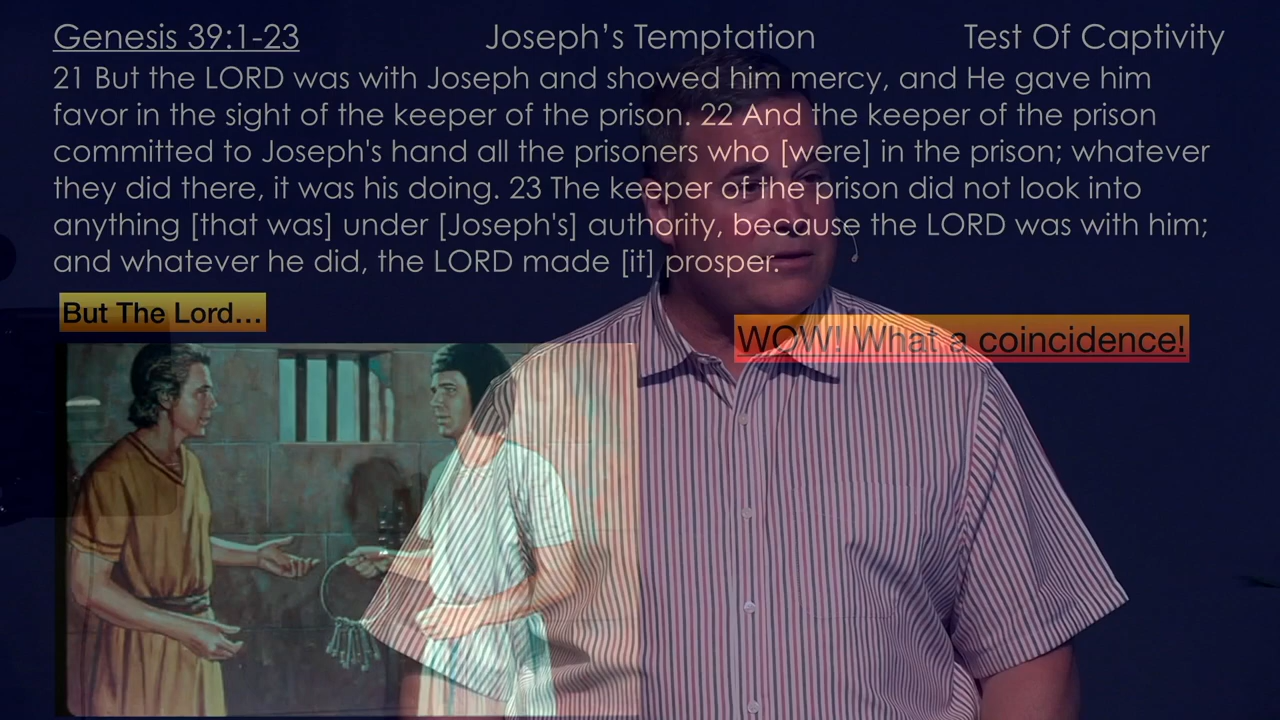 Genesis 39:1-23 Joseph’s Temptation Test Of Captivity
21 But the LORD was with Joseph and showed him mercy, and He gave him
favor in the sight of the keeper of the prison. 22 And the keeper of the prison
committed to Joseph's hand all the prisoners who [were] in the prison; whatever
they did there, it was his doing. 23 The keeper of the prison did not look into
anything [that was] under [Joseph's] authority, because the LORD was with him;
and whatever he did, the LORD made [it] prosper.
But The Lord...
WOW! What a coincidence!